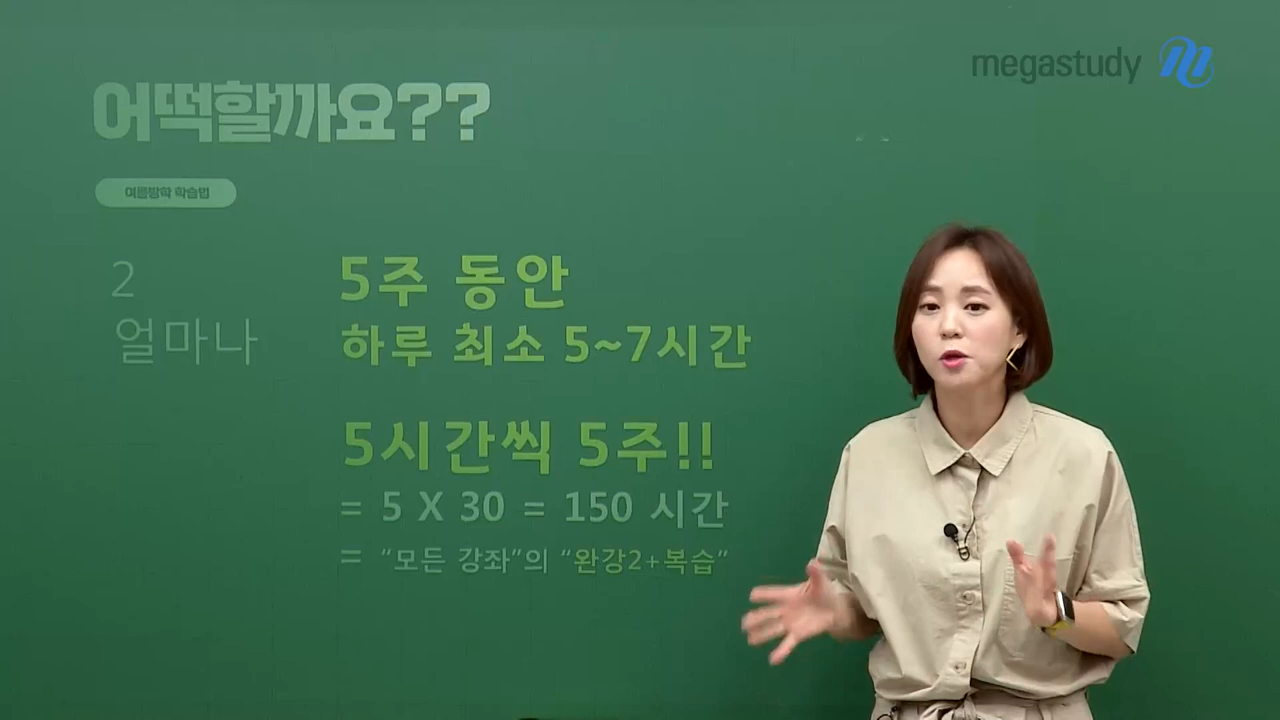 megastudy
어떡할까요??
여름방학 학습법
2
얼마나
5주 동안
하루 최소 5~7시간
5시간씩 5주!!
= 5 X 30 = 150 시간
= “모든 강좌”의 “완강2+복습”